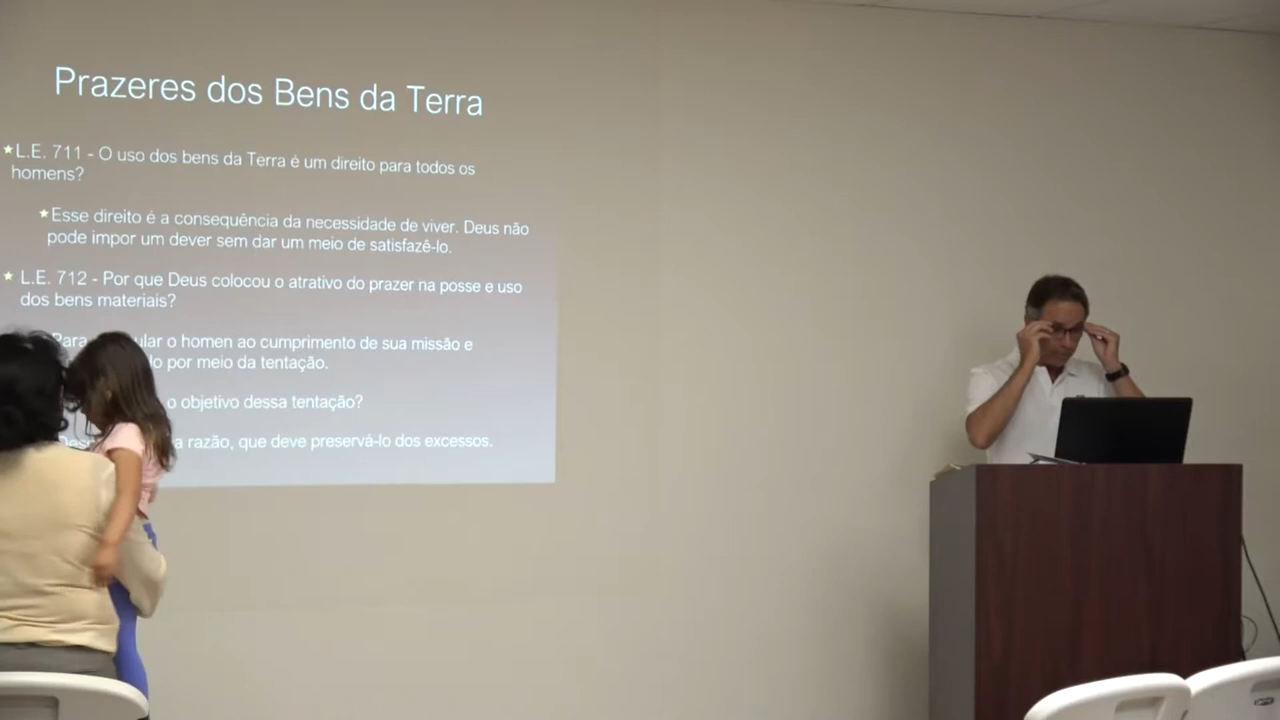 Prazeres dos Bens da Terra
L.E. 711 - O uso dos bens da Terra é um direito para todos os
homens?
Esse direito é a consequência da necessidade de viver. Deus não
pode impor um dever sem dar um meio de satisfazê-lo.
L.E. 712 - Por que Deus colocou o atrativo do prazer na posse e uso
dos bens materiais?
Para o homen ao cumprimento de sua missão e
por meio da tentação.
o objetivo dessa tentação?
razão, que deve preservá-lo dos excessos.